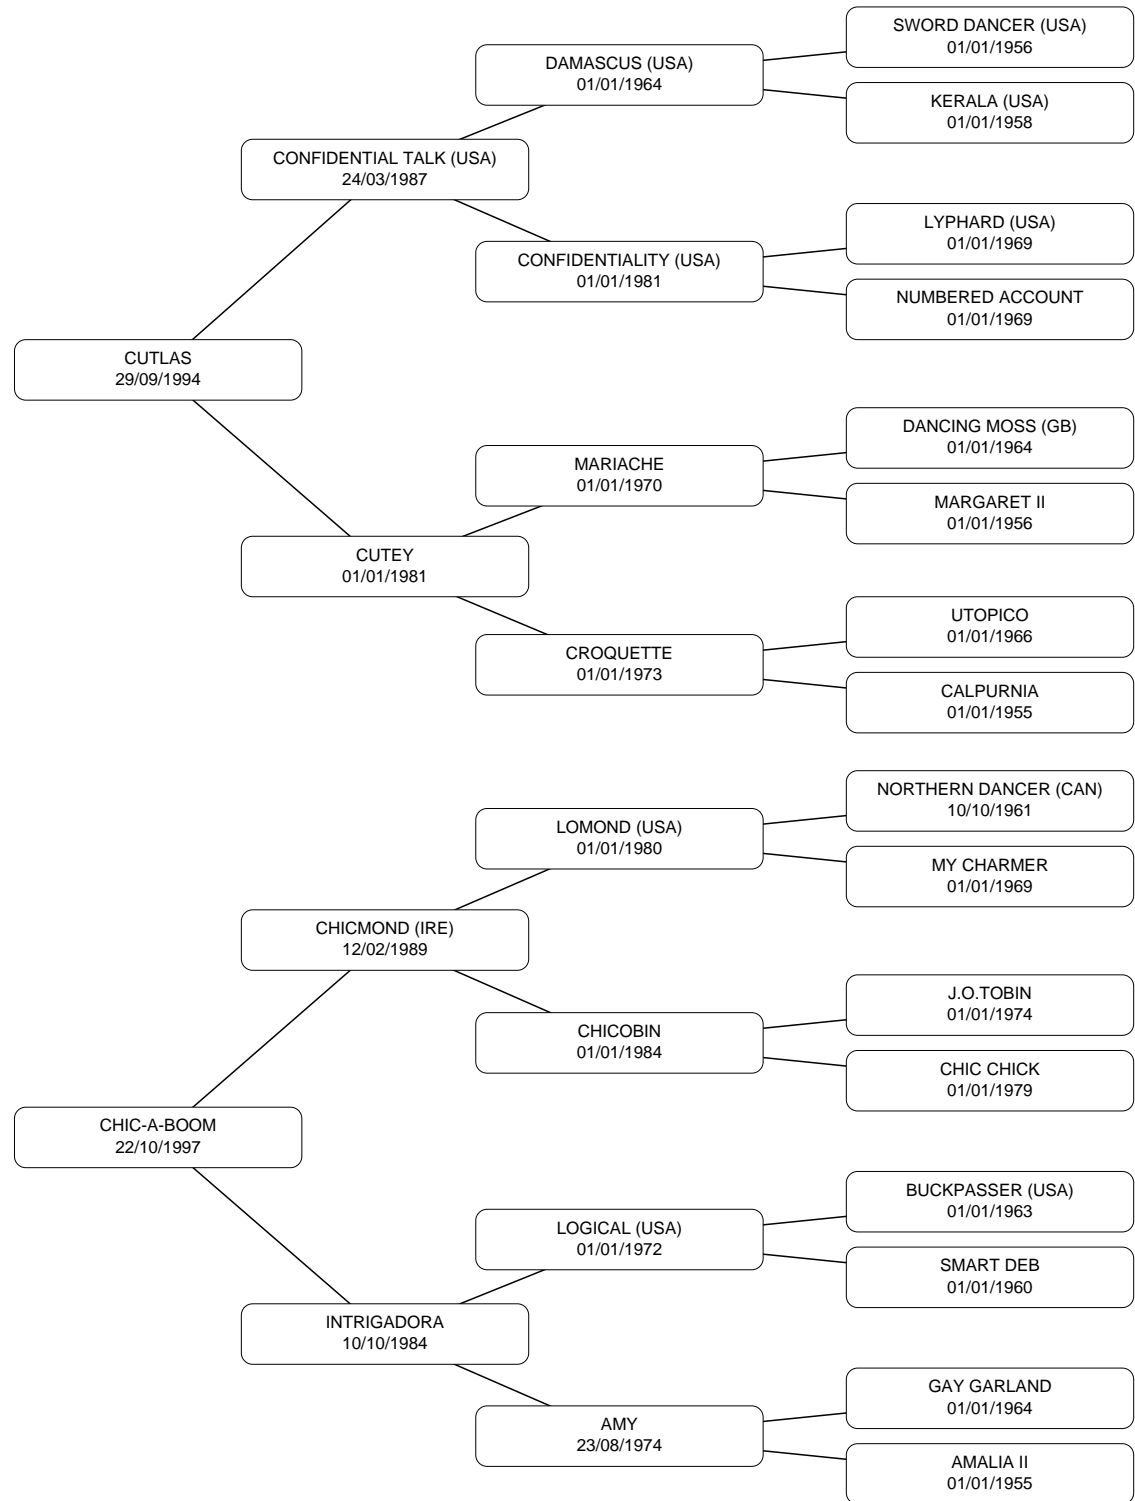 SWORD DANCER (USA)
01/01/1956
DAMASCUS (USA)
01/01/1964
KERALA (USA)
01/01/1958
CONFIDENTIAL TALK (USA)
24/03/1987
LYPHARD (USA)
01/01/1969
CONFIDENTIALITY (USA)
01/01/1981
NUMBERED ACCOUNT
01/01/1969
CUTLAS
29/09/1994
DANCING MOSS (GB)
01/01/1964
MARIACHE
01/01/1970
MARGARET II
01/01/1956
CUTEY
01/01/1981
UTOPICO
01/01/1966
CROQUETTE
01/01/1973
CALPURNIA
01/01/1955
NORTHERN DANCER (CAN)
10/10/1961
LOMOND (USA)
01/01/1980
MY CHARMER
01/01/1969
CHICMOND (IRE)
12/02/1989
J.O.TOBIN
01/01/1974
CHICOBIN
01/01/1984
CHIC CHICK
01/01/1979
CHIC-A-BOOM
22/10/1997
BUCKPASSER (USA)
01/01/1963
LOGICAL (USA)
01/01/1972
SMART DEB
01/01/1960
INTRIGADORA
10/10/1984
GAY GARLAND
01/01/1964
AMY
23/08/1974
AMALIA II
01/01/1955